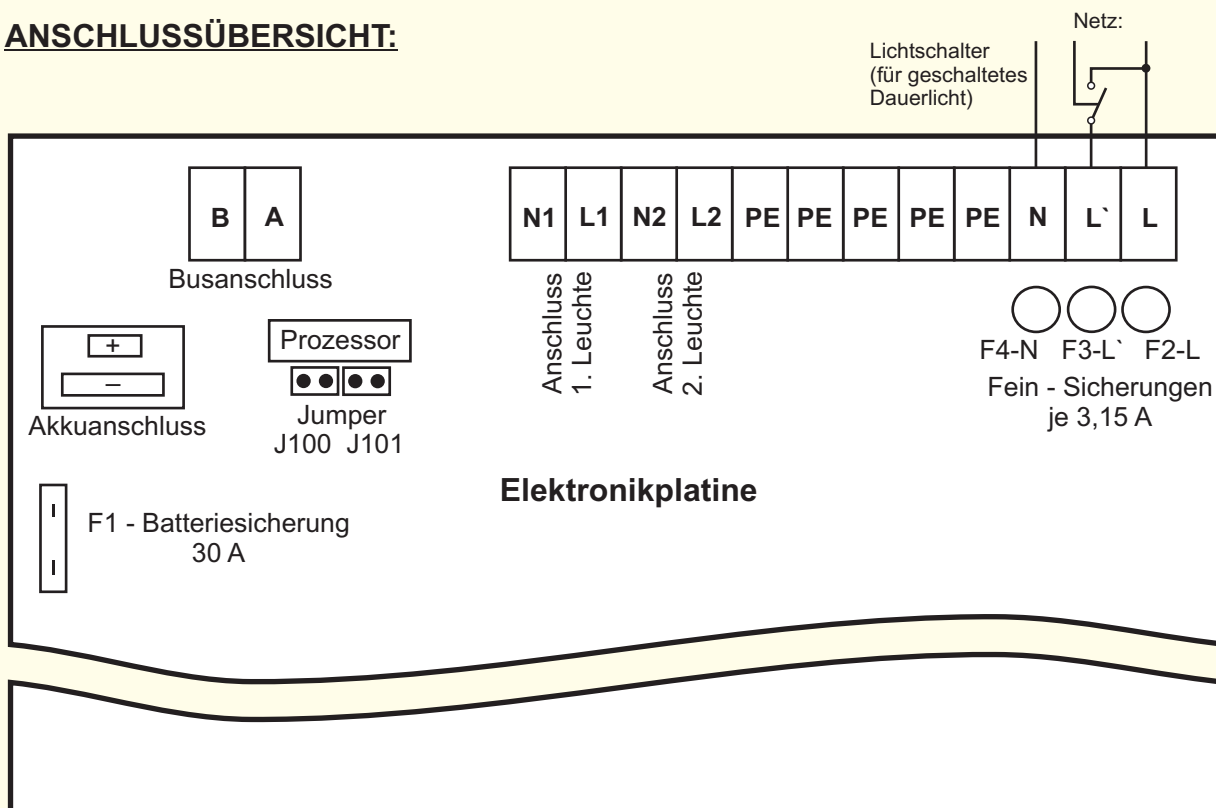 ANSCHLUSSÜBERSICHT:
Netz:
Lichtschalter
(für geschaltetes
Dauerlicht)
B A
Busanschluss
N1 L1 N2 L2 PE PE PE PE PE N L` L
Anschluss
1. Leuchte
Anschluss
2. Leuchte
F4-N F3-L` F2-L
Fein - Sicherungen
je 3,15 A
+
–
Akkuanschluss
Prozessor
Jumper
J100 J101
Elektronikplatine
F1 - Batteriesicherung
30 A